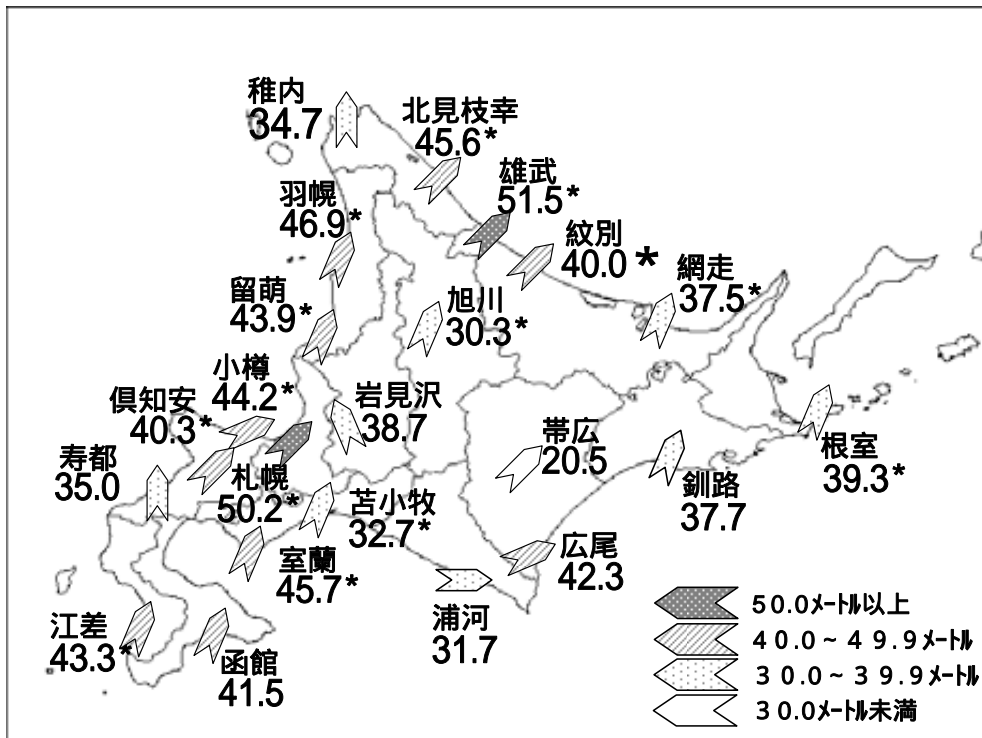 稚内
34.7
北見枝幸
45.6*
雄武
51.5*
羽幌
46.9*
紋別
40.0*
網走
37.5*
留萌
43.9*
旭川
30.3*
小樽
44.2*
倶知安
40.3*
岩見沢
38.7
寿都
35.0
札幌
50.2*
帯広
20.5
根室
39.3*
釧路
37.7
苫小牧
32.7*
室蘭
45.7*
広尾
42.3
浦河
31.7
江差
43.3*
函館
41.5
50.0メートル以上
40.0~49.9メートル
30.0~39.9メートル
30.0メートル未満